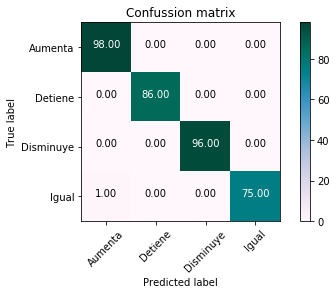 Confussion matrix
Aumenta 98.00 0.00 0.00 0.00
Detiene 0.00 86.00 0.00 0.00
Disminuye 0.00 0.00 96.00 0.00
Igual 1.00 0.00 0.00 75.00
True label
Aumenta Detiene Disminuye Igual
Predicted label
80
60
40
20
0